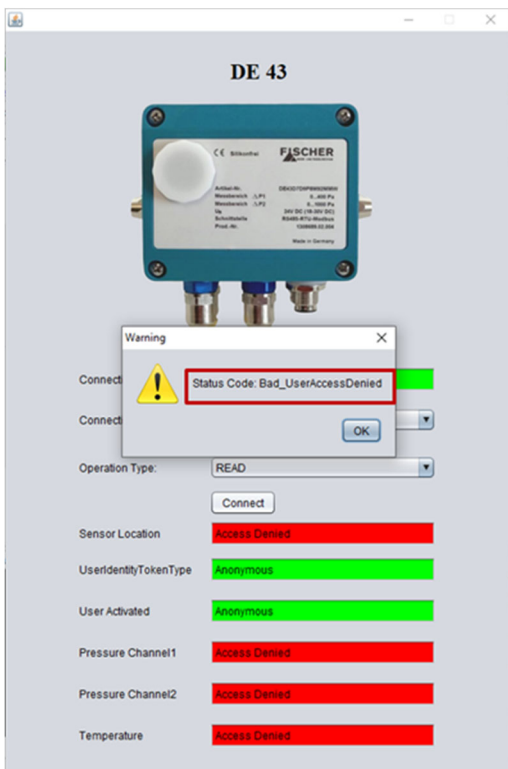 DE 43
CE Silikonfrei FISCHER
Artikel-Nr.
Messbereich △P1 0...400 Pa
Messbereich △P2 0...1000 Pa
Us 24V DC (18-30V DC)
Schnittstelle RS485-RTU-Modbus
Prod.-Nr.
Made in Germany
Warning
Status Code: Bad_UserAccessDenied
OK
Connect
Connect
Operation Type: READ
Connect
Sensor Location Access Denied
UserIdentityTokenType Anonymous
User Activated Anonymous
Pressure Channel1 Access Denied
Pressure Channel2 Access Denied
Temperature Access Denied